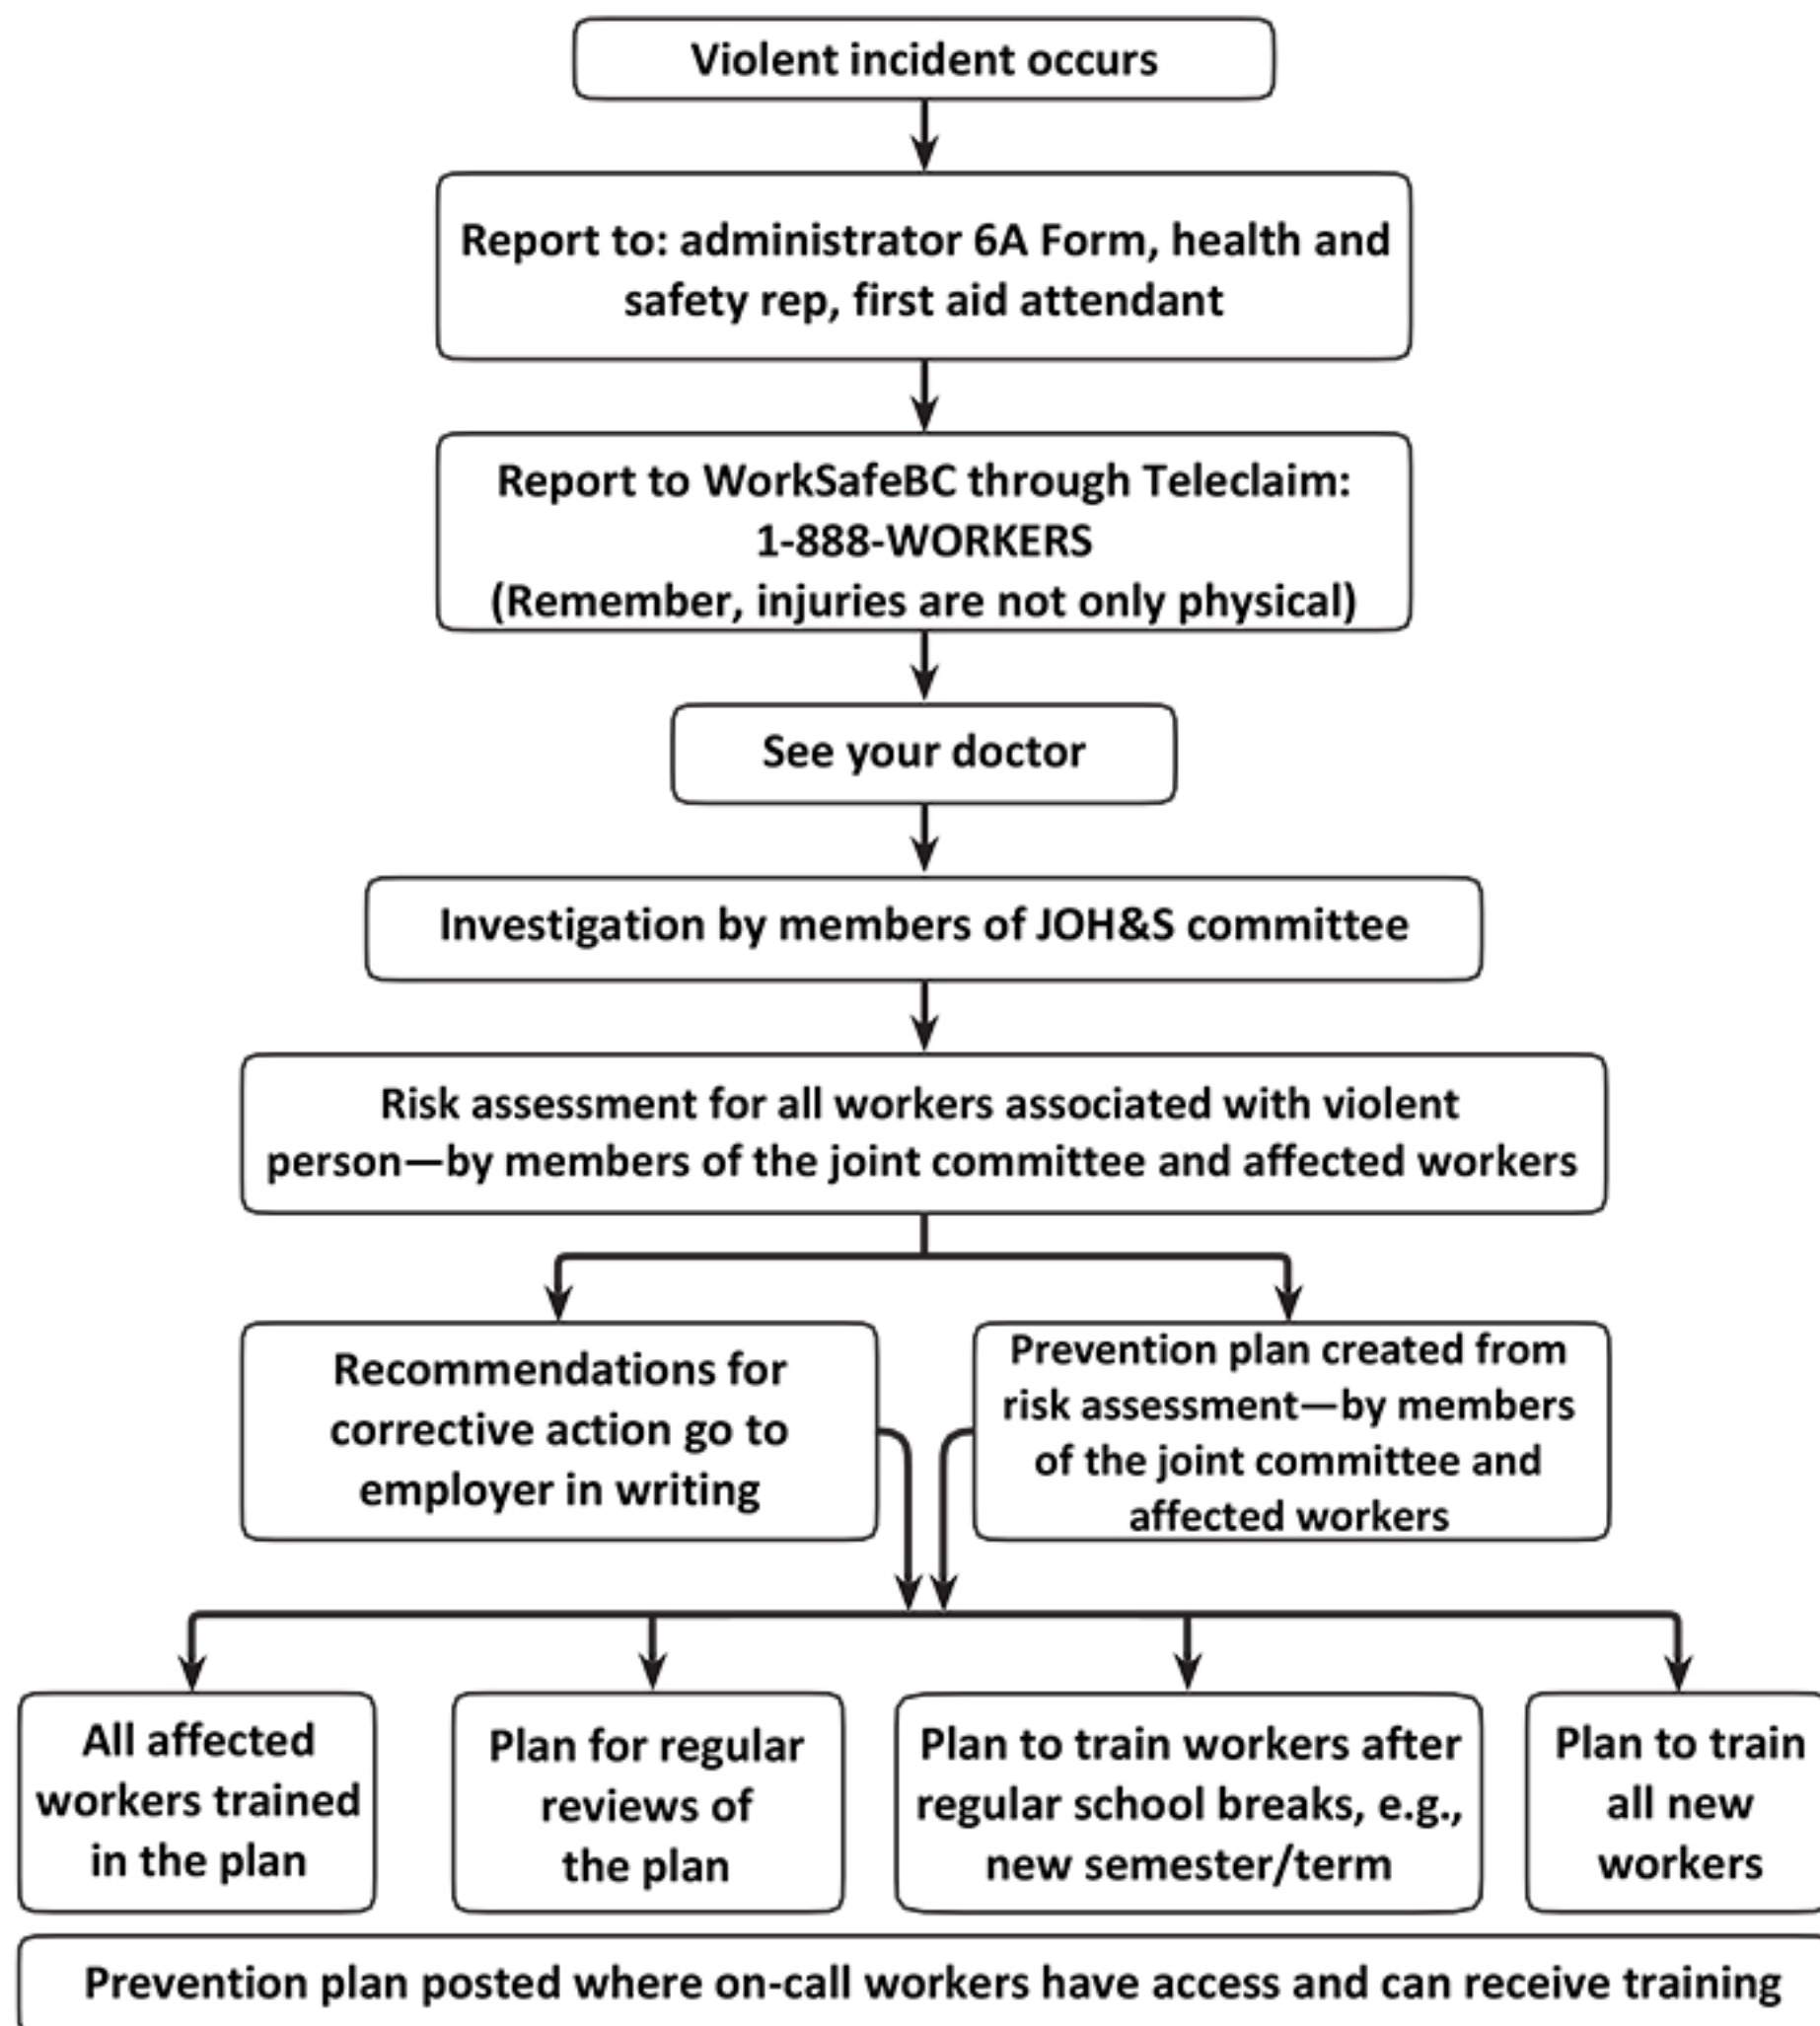 Violent incident occurs
Report to: administrator 6A Form, health and
safety rep, first aid attendant
Report to WorkSafeBC through Teleclaim:
1-888-WORKERS
(Remember, injuries are not only physical)
See your doctor
Investigation by members of JOH&S committee
Risk assessment for all workers associated with violent
person—by members of the joint committee and affected workers
Recommendations for
corrective action go to
employer in writing
Prevention plan created from
risk assessment—by members
of the joint committee and
affected workers
All affected
workers trained
in the plan
Plan for regular
reviews of
the plan
Plan to train workers after
regular school breaks, e.g.,
new semester/term
Plan to train
all new
workers
Prevention plan posted where on-call workers have access and can receive training